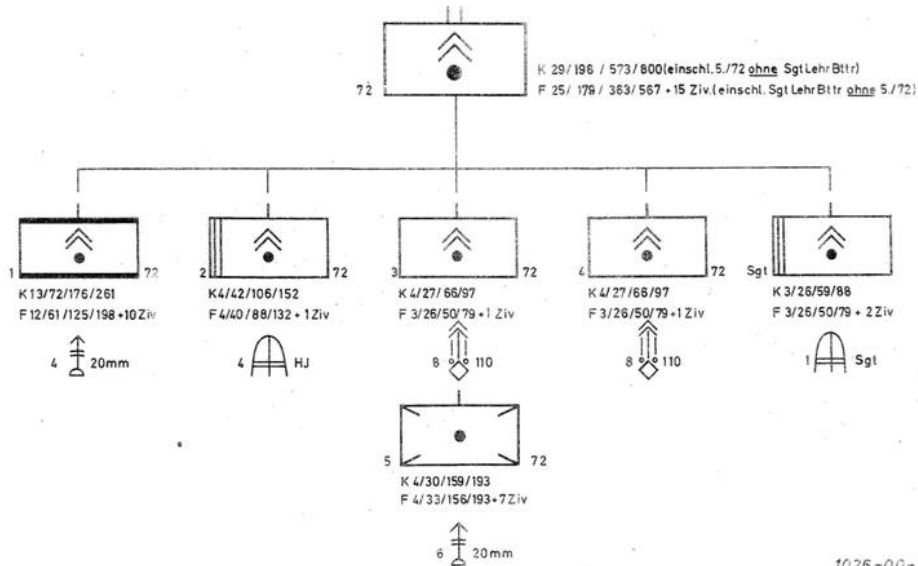 72
K 29/196 / 573/800 (einschl. 5./72 ohne Sgt Lehr Bttr)
F 25/ 179 / 363/567 +15 Ziv. (einschl. Sgt Lehr Bttr ohne 5./72)
1 72
K 13/72/176/261
F 12/61/125/198 +10 Ziv
4 20mm
2 72
K 4/42/106/152
F 4/40/88/132 + 1 Ziv
4 HJ
3 72
K 4/27/66/97
F 3/26/50/79 +1 Ziv
8 110
4 72
K 4/27/66/97
F 3/26/50/79 +1 Ziv
8 110
Sgt 72
K 3/26/59/88
F 3/26/50/79 + 2 Ziv
1 Sgt
5 72
K 4/30/159/193
F 4/33/156/193+7 Ziv
6 20mm
1026-00-